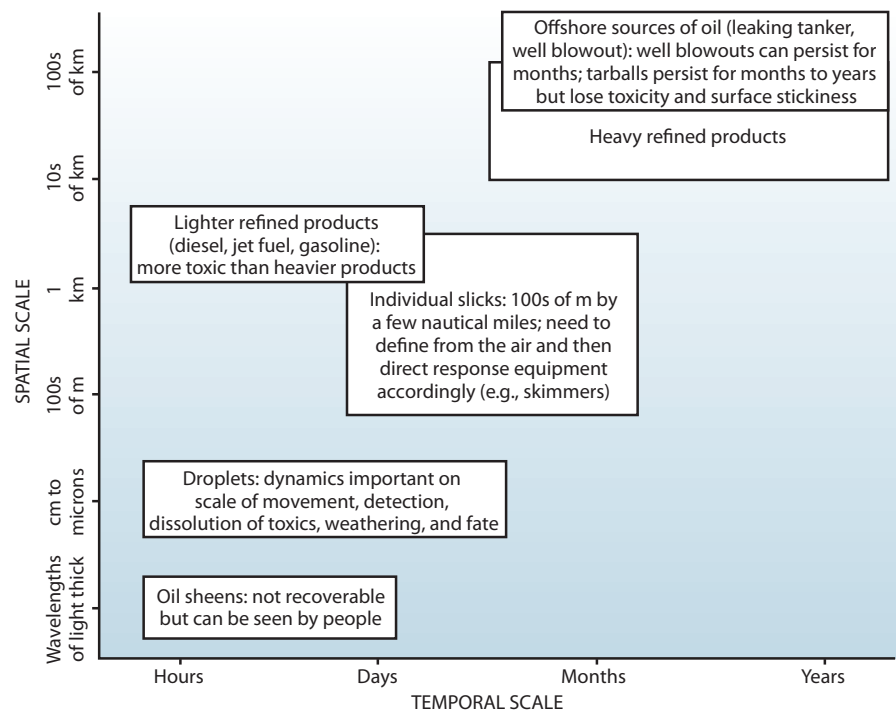 Offshore sources of oil (leaking tanker,
well blowout): well blowouts can persist for
months; tarballs persist for months to years
but lose toxicity and surface stickiness
Heavy refined products
Lighter refined products
(diesel, jet fuel, gasoline):
more toxic than heavier products
Individual slicks: 100s of m by
a few nautical miles; need to
define from the air and then
direct response equipment
accordingly (e.g., skimmers)
Droplets: dynamics important on
scale of movement, detection,
dissolution of toxics, weathering, and fate
Oil sheens: not recoverable
but can be seen by people
SPATIAL SCALE
100s
of km
10s
of km
1
km
100s
of m
cm to
microns
Wavelengths
of light thick
Hours
Days
Months
Years
TEMPORAL SCALE